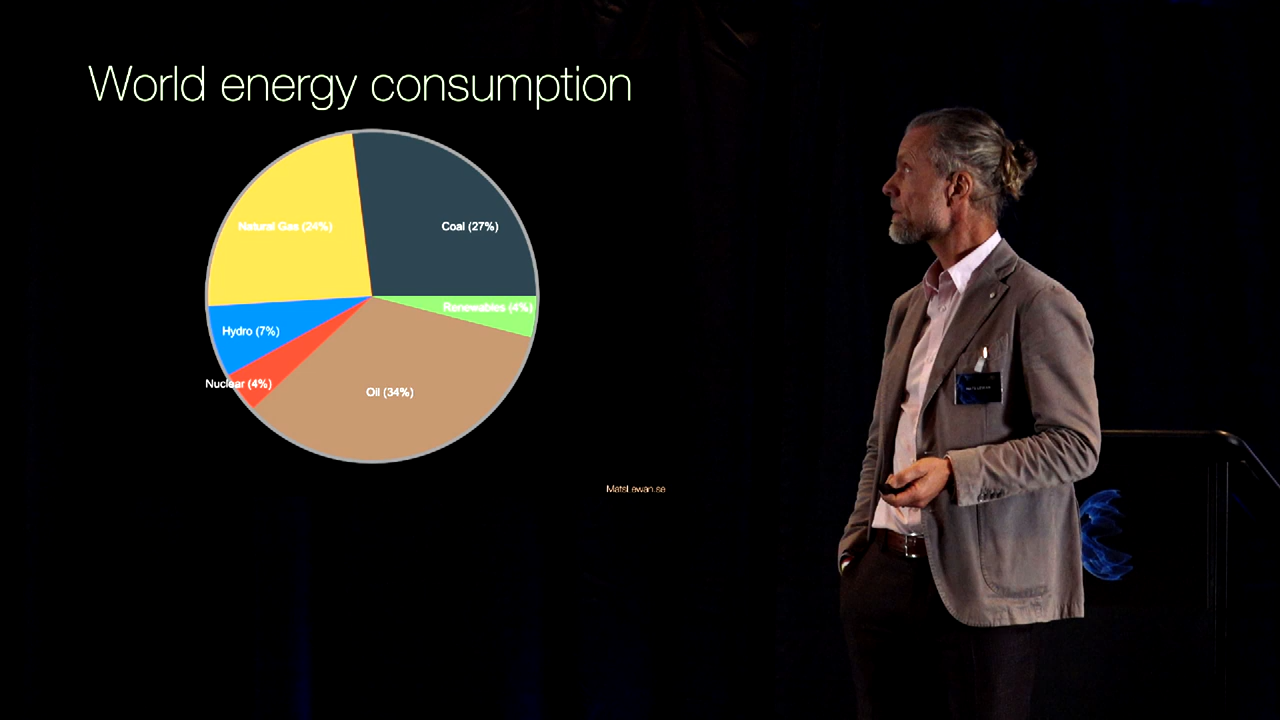 World energy consumption
Natural Gas (24%)
Coal (27%)
Renewables (4%)
Hydro (7%)
Nuclear (4%)
Oil (34%)
MatsLewan.se